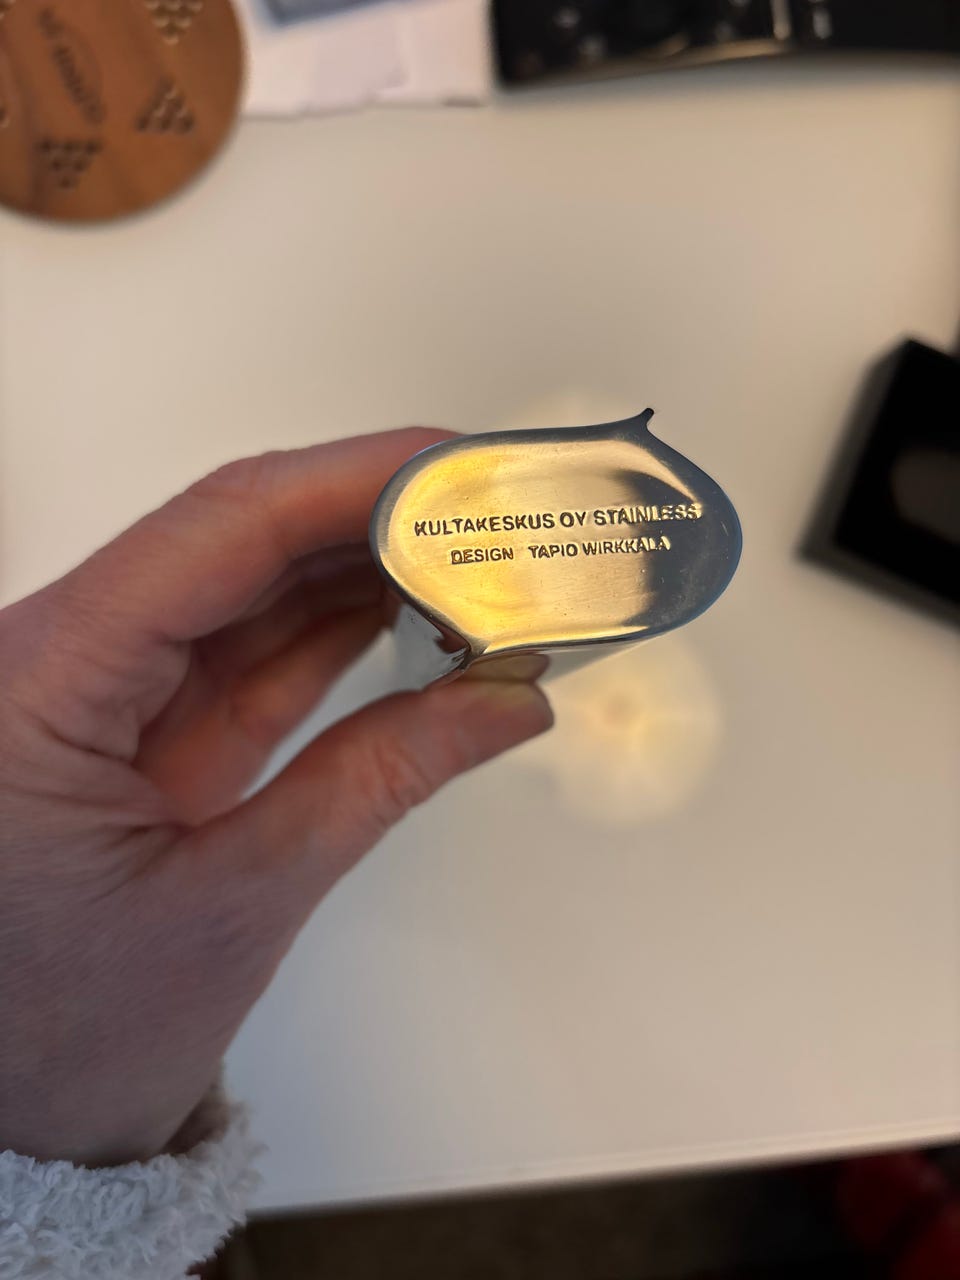 KULTAKESKUS OY STAINLESS
DESIGN TAPIO WIRKKALA